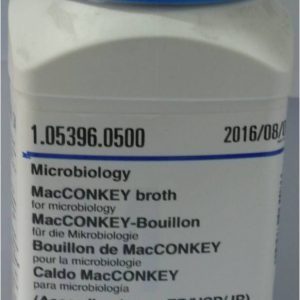 1.05396.0500 2016/08/
Microbiology
MacCONKEY broth
for microbiology
MacCONKEY-Bouillon
für die Mikrobiologie
Bouillon de MacCONKEY
pour la microbiologie
Caldo MacCONKEY
para microbiología